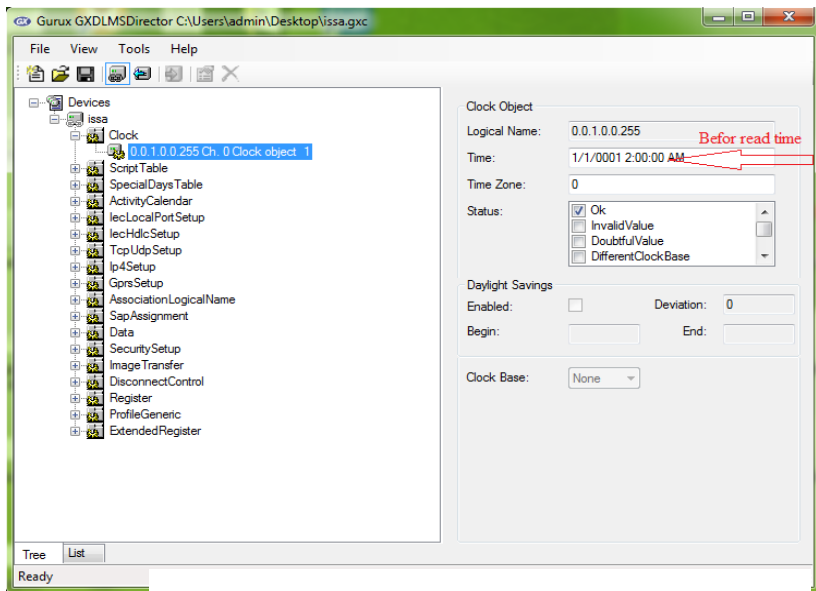 Gurux GXDLMSDirector C:\Users\admin\Desktop\issa.gxc
File View Tools Help
Devices
issa
Clock
0.0.1.0.0.255 Ch. 0 Clock object 1
ScriptTable
SpecialDaysTable
ActivityCalendar
IecLocalPortSetup
IecHdlcSetup
TcpUdpSetup
Ip4Setup
GprsSetup
AssociationLogicalName
SapAssignment
Data
SecuritySetup
ImageTransfer
DisconnectControl
Register
ProfileGeneric
ExtendedRegister
Tree List
Ready
Clock Object
Logical Name: 0.0.1.0.0.255
Befor read time
Time: 1/1/0001 2:00:00 AM
Time Zone: 0
Status: Ok
InvalidValue
DoubtfulValue
DifferentClockBase
Daylight Savings
Enabled: Deviation: 0
Begin: End:
Clock Base: None